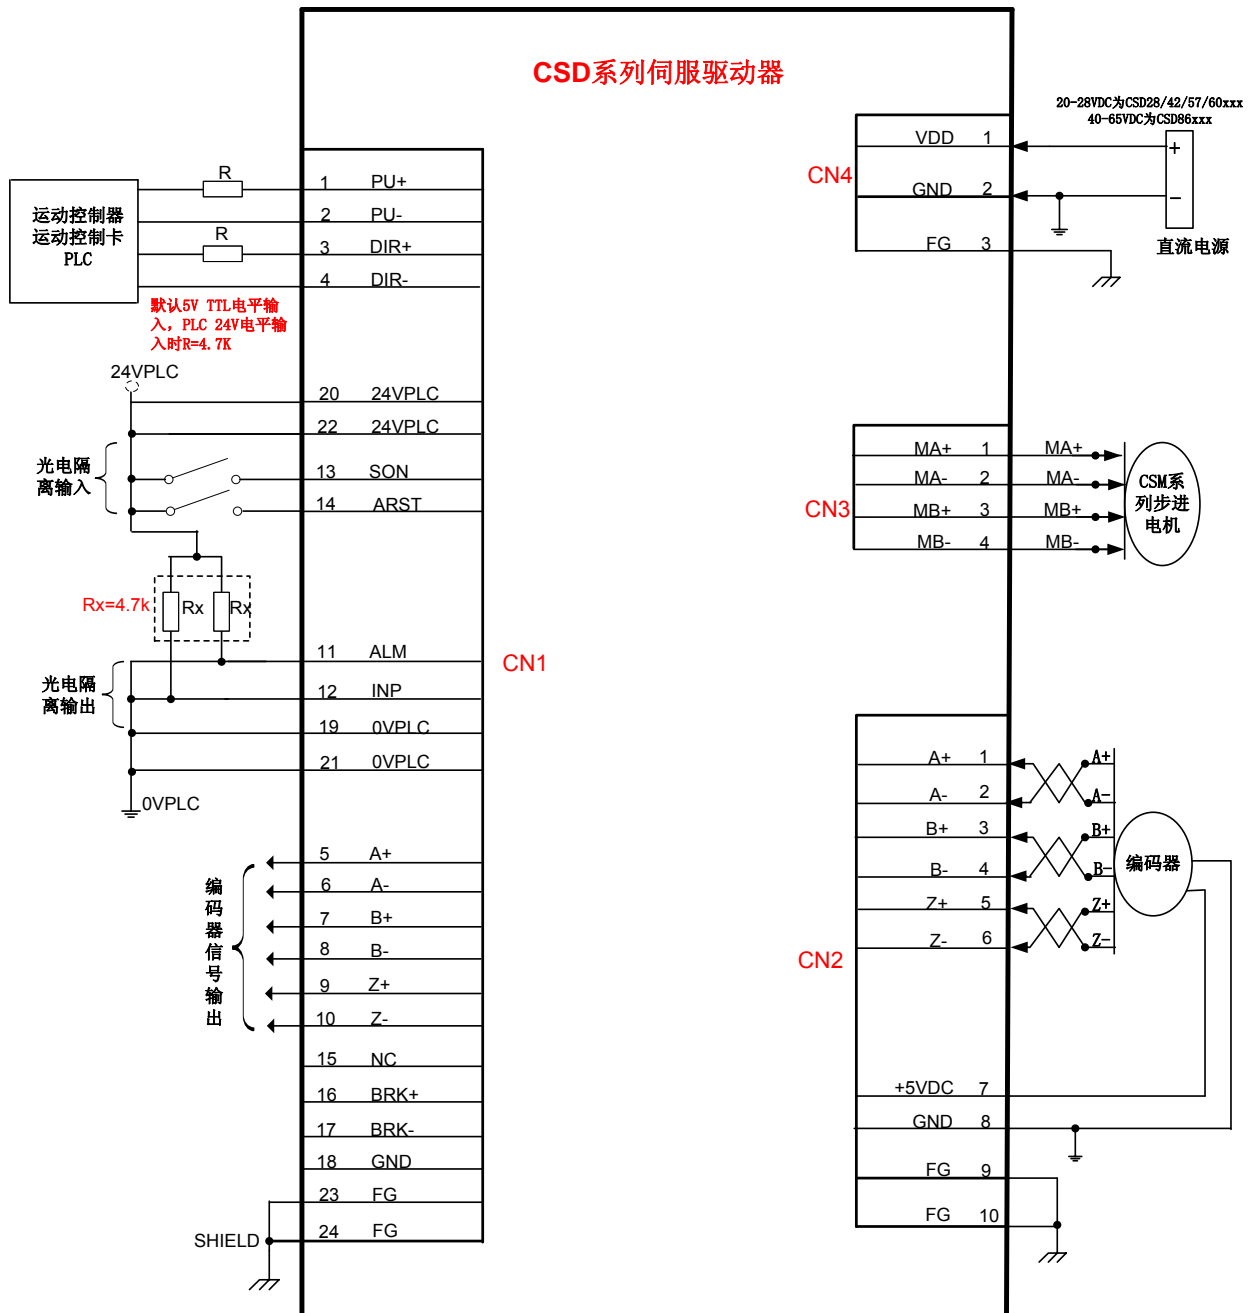 CSD系列伺服驱动器
20-28VDC为CSD28/42/57/60xxx
40-65VDC为CSD86xxx
直流电源
+
-
CN4
VDD 1
GND 2
FG 3
运动控制器
运动控制卡
PLC
R
R
1 PU+
2 PU-
3 DIR+
4 DIR-
默认5V TTL电平输
入，PLC 24V电平输
入时R=4.7K
24VPLC
20 24VPLC
22 24VPLC
光电隔
离输入
13 SON
14 ARST
Rx=4.7k
Rx
Rx
11 ALM
12 INP
光电隔
离输出
19 0VPLC
21 0VPLC
0VPLC
CN1
编
码
器
信
号
输
出
5 A+
6 A-
7 B+
8 B-
9 Z+
10 Z-
15 NC
16 BRK+
17 BRK-
18 GND
23 FG
24 FG
SHIELD
CN3
MA+ 1 MA+
MA- 2 MA-
MB+ 3 MB+
MB- 4 MB-
CSM系
列步进
电机
CN2
A+ 1 A+
A- 2 A-
B+ 3 B+
B- 4 B-
Z+ 5 Z+
Z- 6 Z-
编码器
+5VDC 7
GND 8
FG 9
FG 10